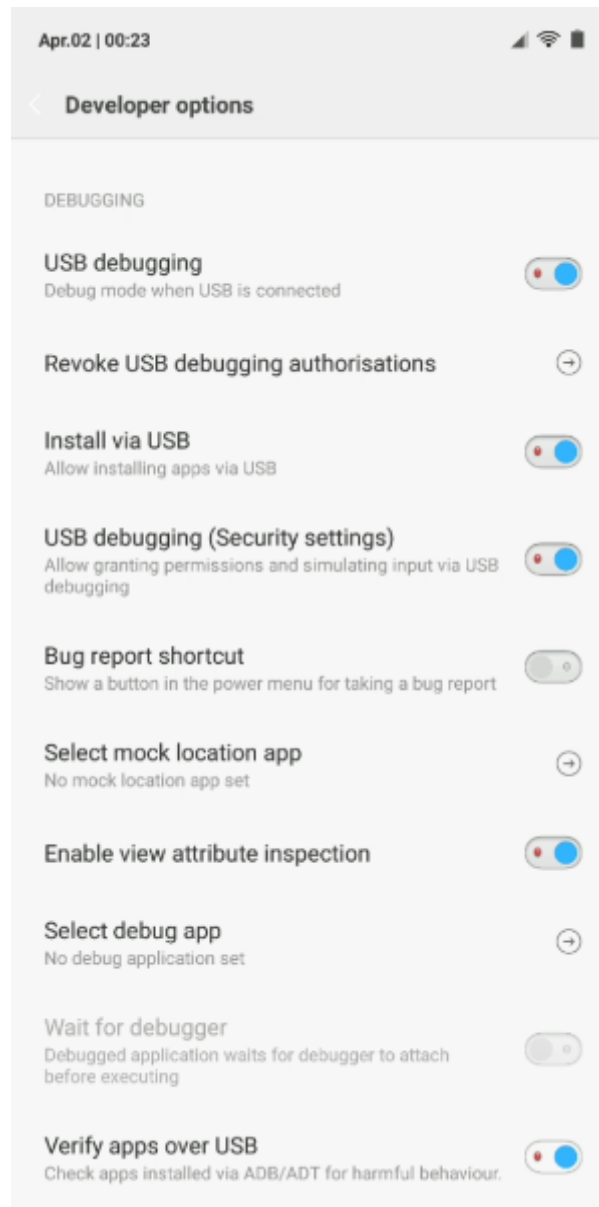 Apr.02 | 00:23
Developer options
DEBUGGING
USB debugging
Debug mode when USB is connected
Revoke USB debugging authorisations
Install via USB
Allow installing apps via USB
USB debugging (Security settings)
Allow granting permissions and simulating input via USB
debugging
Bug report shortcut
Show a button in the power menu for taking a bug report
Select mock location app
No mock location app set
Enable view attribute inspection
Select debug app
No debug application set
Wait for debugger
Debugged application waits for debugger to attach
before executing
Verify apps over USB
Check apps installed via ADB/ADT for harmful behaviour.